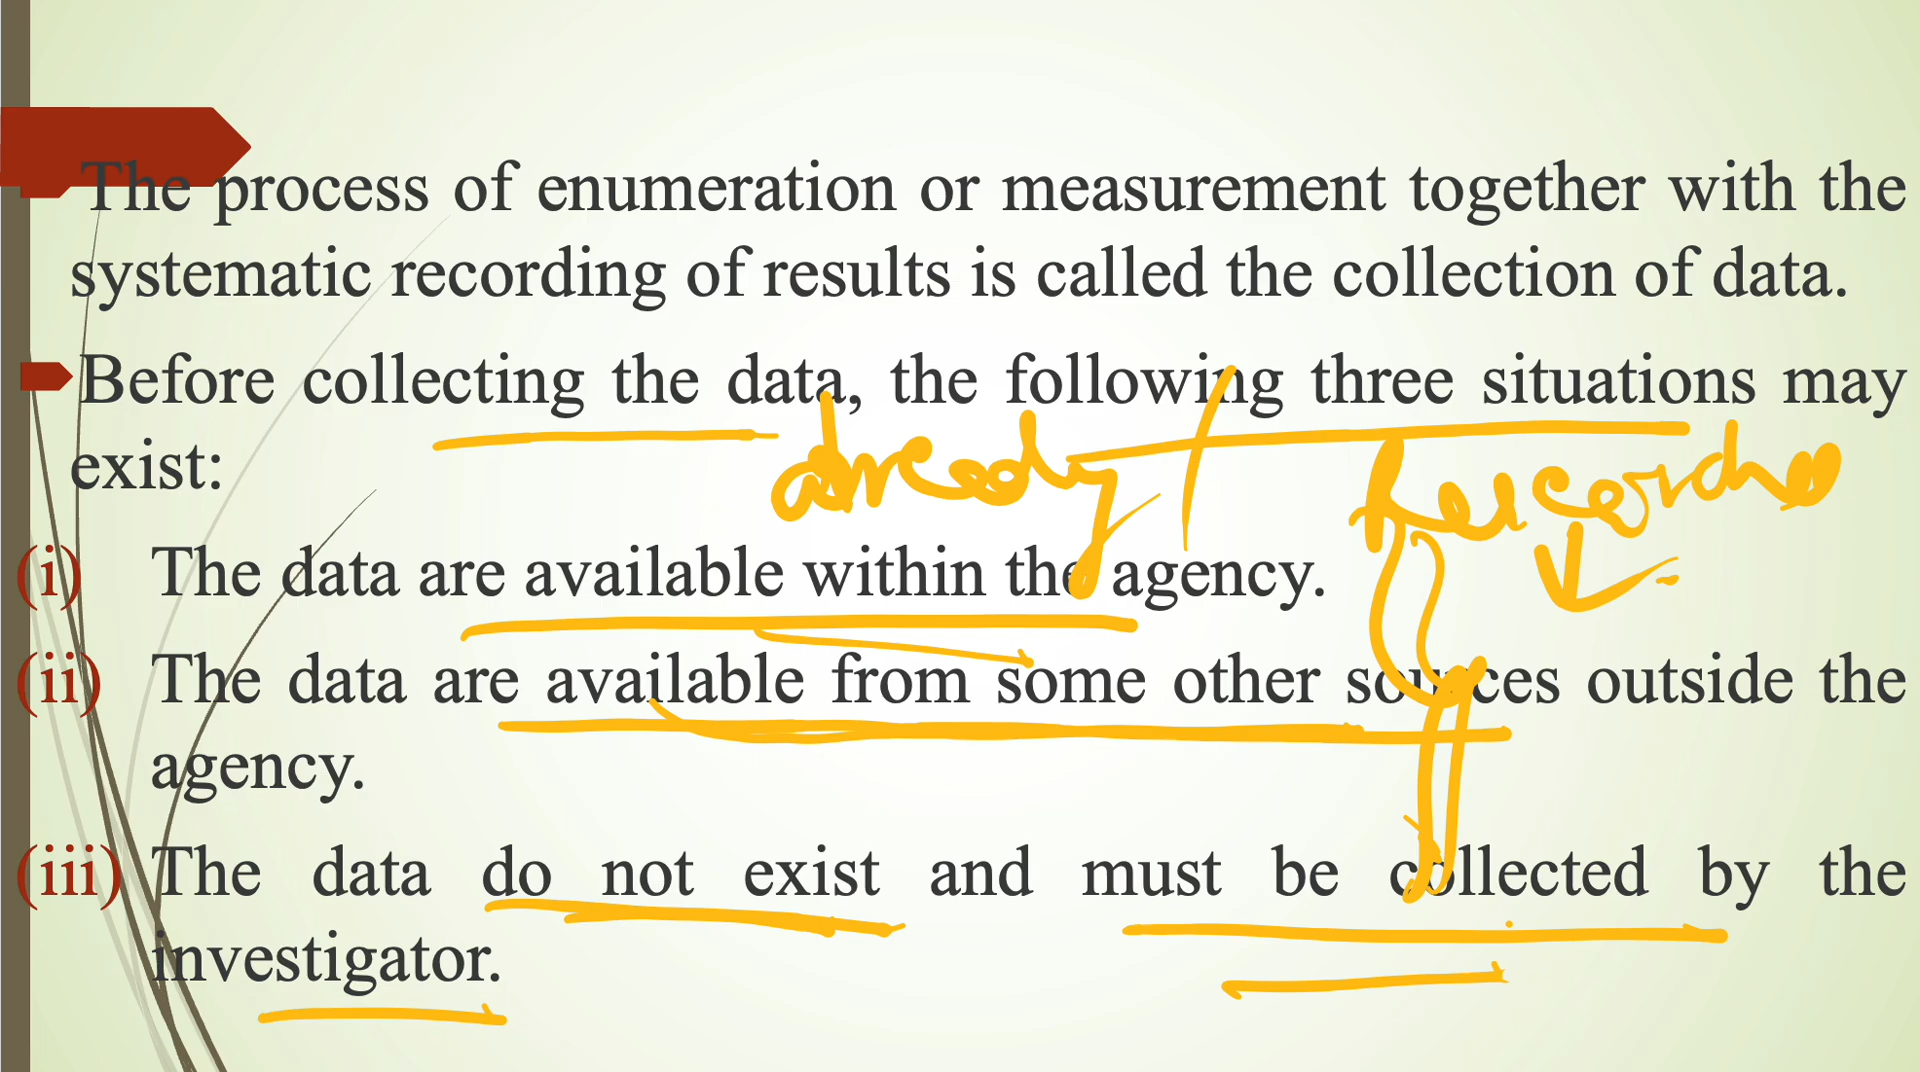 The process of enumeration or measurement together with the
systematic recording of results is called the collection of data.
Before collecting the data, the following three situations may
exist:
already
(i) The data are available within the agency.
(ii) The data are available from some other sources outside the
agency.
(iii) The data do not exist and must be collected by the
investigator.